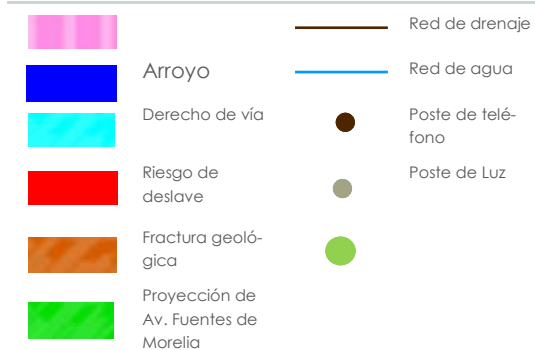 Arroyo
Derecho de vía
Riesgo de
deslave
Fractura geoló-
gica
Proyección de
Av. Fuentes de
Morelia
Red de drenaje
Red de agua
Poste de telé-
fono
Poste de Luz